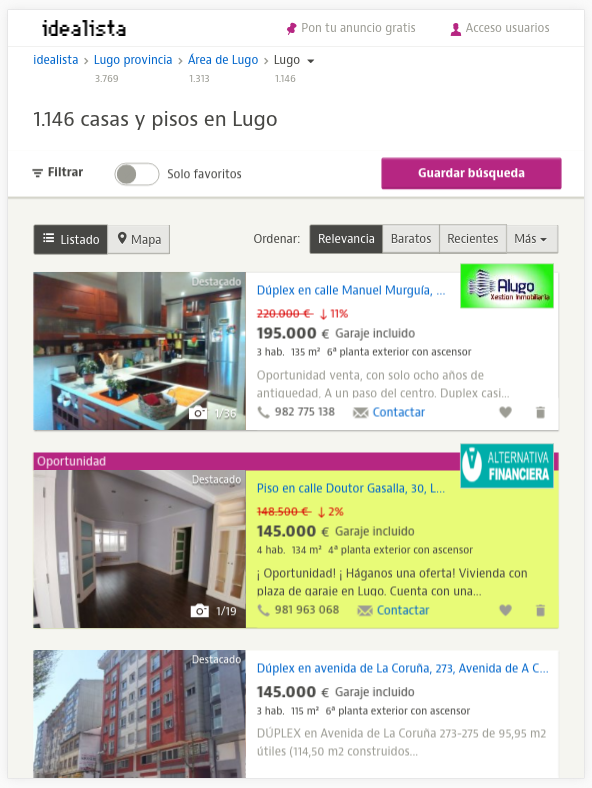 idealista
Pon tu anuncio gratis
Acceso usuarios
idealista > Lugo provincia > Área de Lugo > Lugo
3.769 1.313 1.146
1.146 casas y pisos en Lugo
Filtrar
Solo favoritos
Guardar búsqueda
Listado
Mapa
Ordenar:
Relevancia
Baratos
Recientes
Más
Destacado
1/36
Alugo
Xestion Inmobiliaria
Dúplex en calle Manuel Murguía, ...
220.000 € ↓ 11%
195.000 € Garaje incluido
3 hab. 135 m² 6ª planta exterior con ascensor
Oportunidad venta, con solo ocho años de
antiguedad. A un paso del centro. Duplex casi...
982 775 138
Contactar
Oportunidad
Destacado
1/19
ALTERNATIVA
FINANCIERA
Piso en calle Doutor Gasalla, 30, L...
148.500 € ↓ 2%
145.000 € Garaje incluido
4 hab. 134 m² 4ª planta exterior con ascensor
¡ Oportunidad! ¡ Háganos una oferta! Vivienda con
plaza de garaje en Lugo. Cuenta con una...
981 963 068
Contactar
Destacado
Dúplex en avenida de La Coruña, 273, Avenida de A C...
145.000 € Garaje incluido
3 hab. 115 m² 6ª planta exterior con ascensor
DÚPLEX en Avenida de La Coruña 273-275 de 95,95 m2
útiles (114,50 m2 construidos...